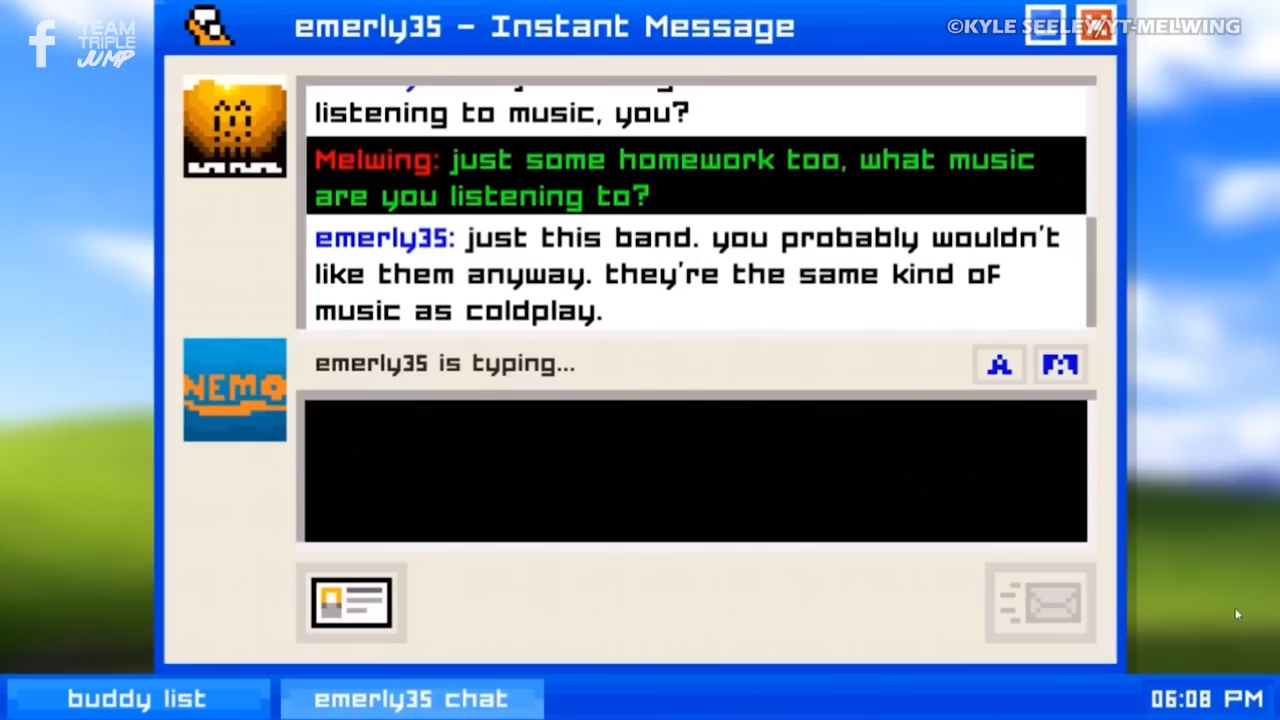 f TEAM TRIPLE JUMP
emerly35 - Instant Message
©KYLE SEELEY/YT-MELWING
listening to music, you?
Melwing: just some homework too, what music
are you listening to?
emerly35: just this band. you probably wouldn't
like them anyway. they're the same kind of
music as coldplay.
NEMO
emerly35 is typing...
A
buddy list
emerly35 chat
06:08 PM